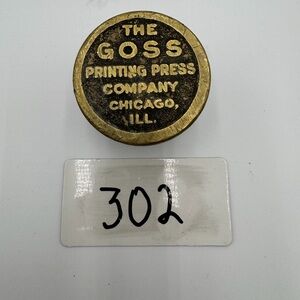 THE
GOSS
PRINTING PRESS
COMPANY
CHICAGO,
ILL.
302